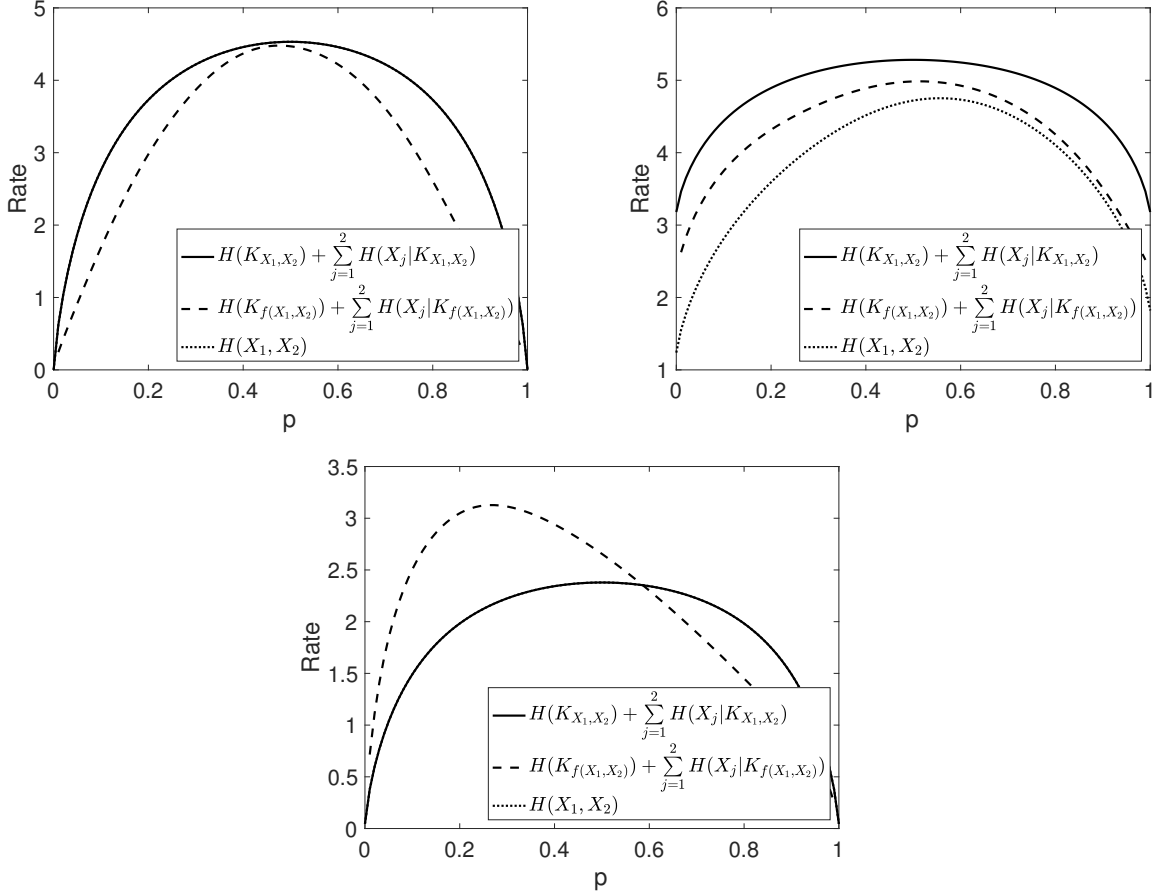 5
4
3
2
1
0
Rate
0 0.2 0.4 0.6 0.8 1
p
H(K_{X_1,X_2}) + \sum_{j=1}^{2} H(X_j|K_{X_1,X_2})
H(K_{f(X_1,X_2)}) + \sum_{j=1}^{2} H(X_j|K_{f(X_1,X_2)})
H(X_1, X_2)
6
5
4
3
2
1
Rate
0 0.2 0.4 0.6 0.8 1
p
H(K_{X_1,X_2}) + \sum_{j=1}^{2} H(X_j|K_{X_1,X_2})
H(K_{f(X_1,X_2)}) + \sum_{j=1}^{2} H(X_j|K_{f(X_1,X_2)})
H(X_1, X_2)
3.5
3
2.5
2
1.5
1
0.5
0
Rate
0 0.2 0.4 0.6 0.8 1
p
H(K_{X_1,X_2}) + \sum_{j=1}^{2} H(X_j|K_{X_1,X_2})
H(K_{f(X_1,X_2)}) + \sum_{j=1}^{2} H(X_j|K_{f(X_1,X_2)})
H(X_1, X_2)